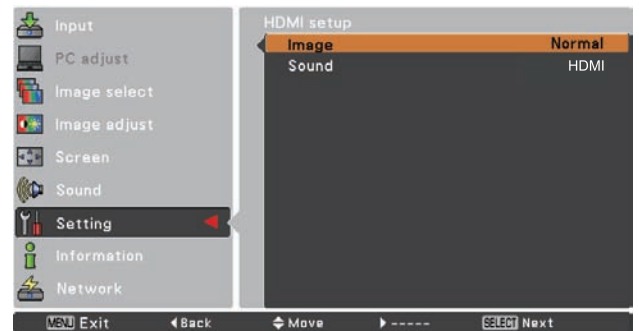 Input
PC adjust
Image select
Image adjust
Screen
Sound
Setting
Information
Network
HDMI setup
Image Normal
Sound HDMI
MENU Exit Back Move ----- SELECT Next